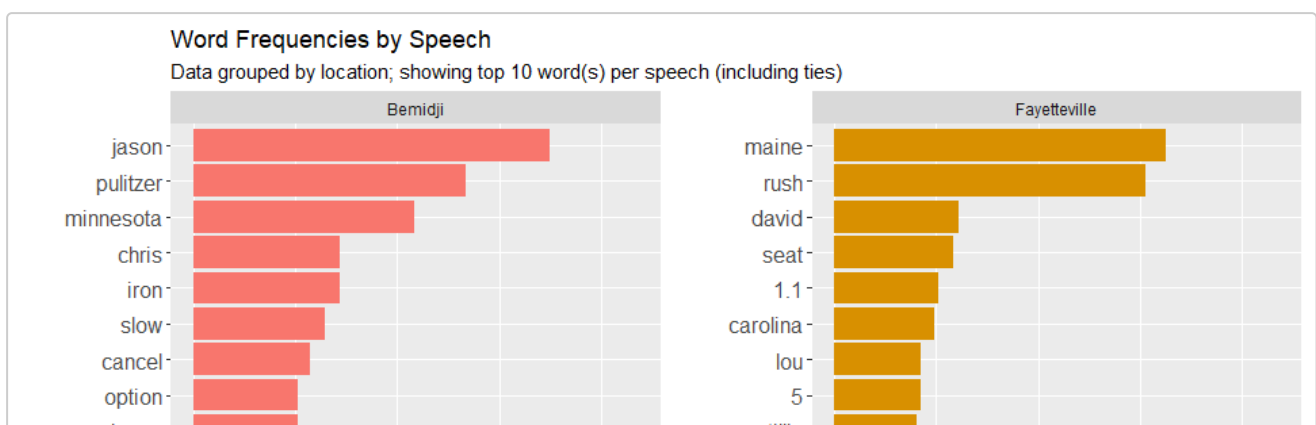 Word Frequencies by Speech
Data grouped by location; showing top 10 word(s) per speech (including ties)
Bemidji
jason
pulitzer
minnesota
chris
iron
slow
cancel
option
Fayetteville
maine
rush
david
seat
1.1
carolina
lou
5